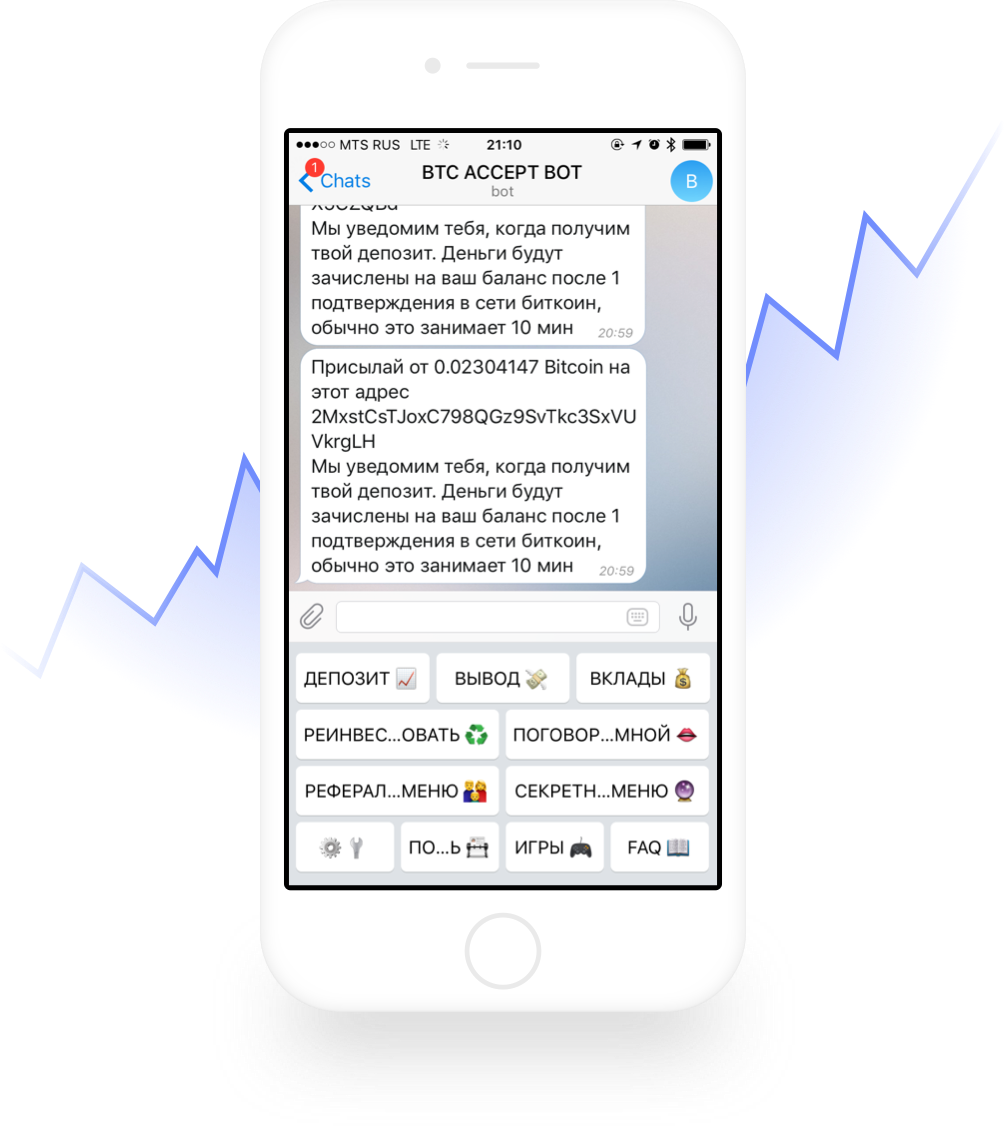 MTS RUS LTE 21:10
1
Chats
BTC ACCEPT BOT
bot
B
Мы уведомим тебя, когда получим
твой депозит. Деньги будут
зачислены на ваш баланс после 1
подтверждения в сети биткоин,
обычно это занимает 10 мин 20:59
Присылай от 0.02304147 Bitcoin на
этот адрес
2MxstCsTJoxC798QGz9SvTkc3SxVU
VkrgLH
Мы уведомим тебя, когда получим
твой депозит. Деньги будут
зачислены на ваш баланс после 1
подтверждения в сети биткоин,
обычно это занимает 10 мин 20:59
ДЕПОЗИТ 📈 ВЫВОД 💸 ВКЛАДЫ 💰
РЕИНВЕС...ОВАТЬ ♻️ ПОГОВОР...МНОЙ 👄
РЕФЕРАЛ...МЕНЮ 👫 СЕКРЕТН...МЕНЮ 🔮
⚙️🔧 ПО...Ь ИГРЫ 🎮 FAQ 📖